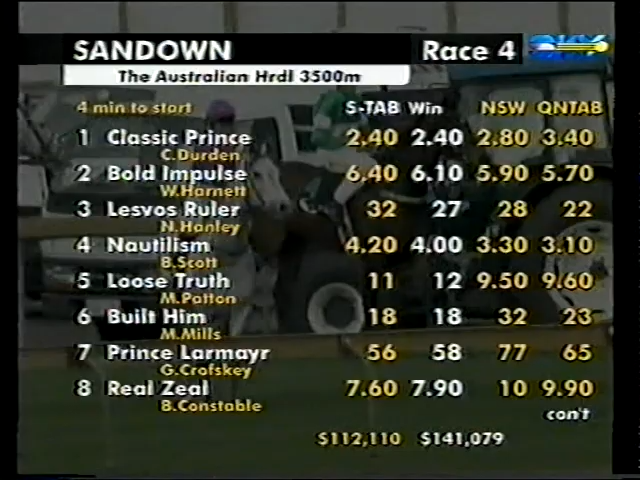 SANDOWN Race 4 SKY
The Australian Hrdl 3500m
4 min to start S-TAB Win NSW QNTAB
1 Classic Prince 2.40 2.40 2.80 3.40
C.Durden
2 Bold Impulse 6.40 6.10 5.90 5.70
W.Harnett
3 Lesvos Ruler 32 27 28 22
N.Hanley
4 Nautilism 4.20 4.00 3.30 3.10
B.Scott
5 Loose Truth 11 12 9.50 9.60
M.Patton
6 Built Him 18 18 32 23
M.Mills
7 Prince Larmayr 56 58 77 65
G.Crofskey
8 Real Zeal 7.60 7.90 10 9.90
B.Constable
con't
$112,110 $141,079